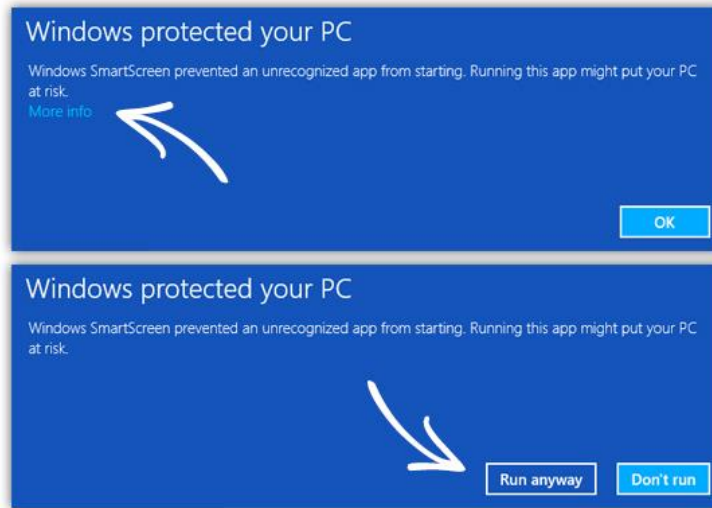 Windows protected your PC
Windows SmartScreen prevented an unrecognized app from starting. Running this app might put your PC
at risk.
More info
OK
Windows protected your PC
Windows SmartScreen prevented an unrecognized app from starting. Running this app might put your PC
at risk.
Run anyway
Don't run